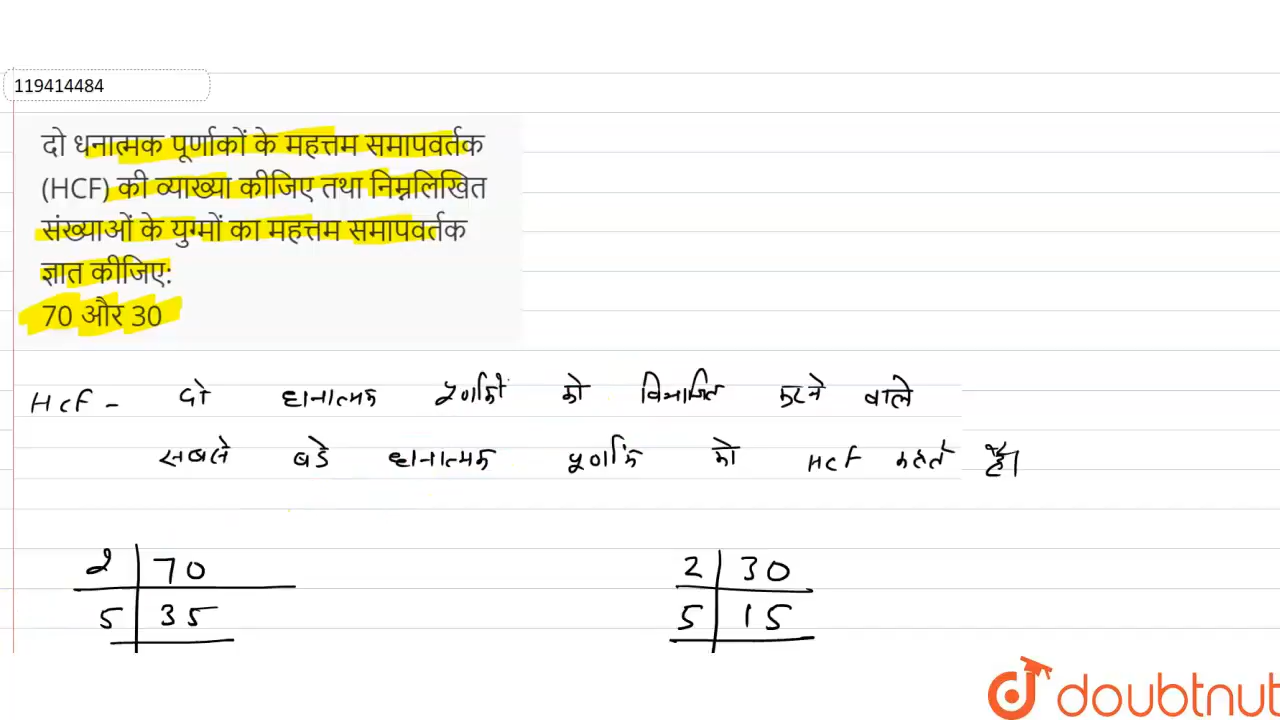 119414484
दो धनात्मक पूर्णाकों के महत्तम समापवर्तक
(HCF) की व्याख्या कीजिए तथा निम्नलिखित
संख्याओं के युग्मों का महत्तम समापवर्तक
ज्ञात कीजिए:
70 और 30
HCF - दो धनात्मक पूर्णांको को विभाजित करने वाले
सबसे बडे धनात्मक पूर्णांक को HCF कहते हैं।
2 70 2 30
5 35 5 15
doubtnut